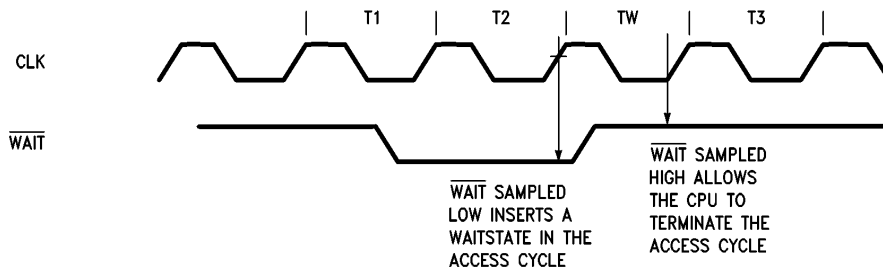 T1 T2 TW T3
CLK
WAIT
WAIT SAMPLED
LOW INSERTS A
WAITSTATE IN THE
ACCESS CYCLE
WAIT SAMPLED
HIGH ALLOWS
THE CPU TO
TERMINATE THE
ACCESS CYCLE